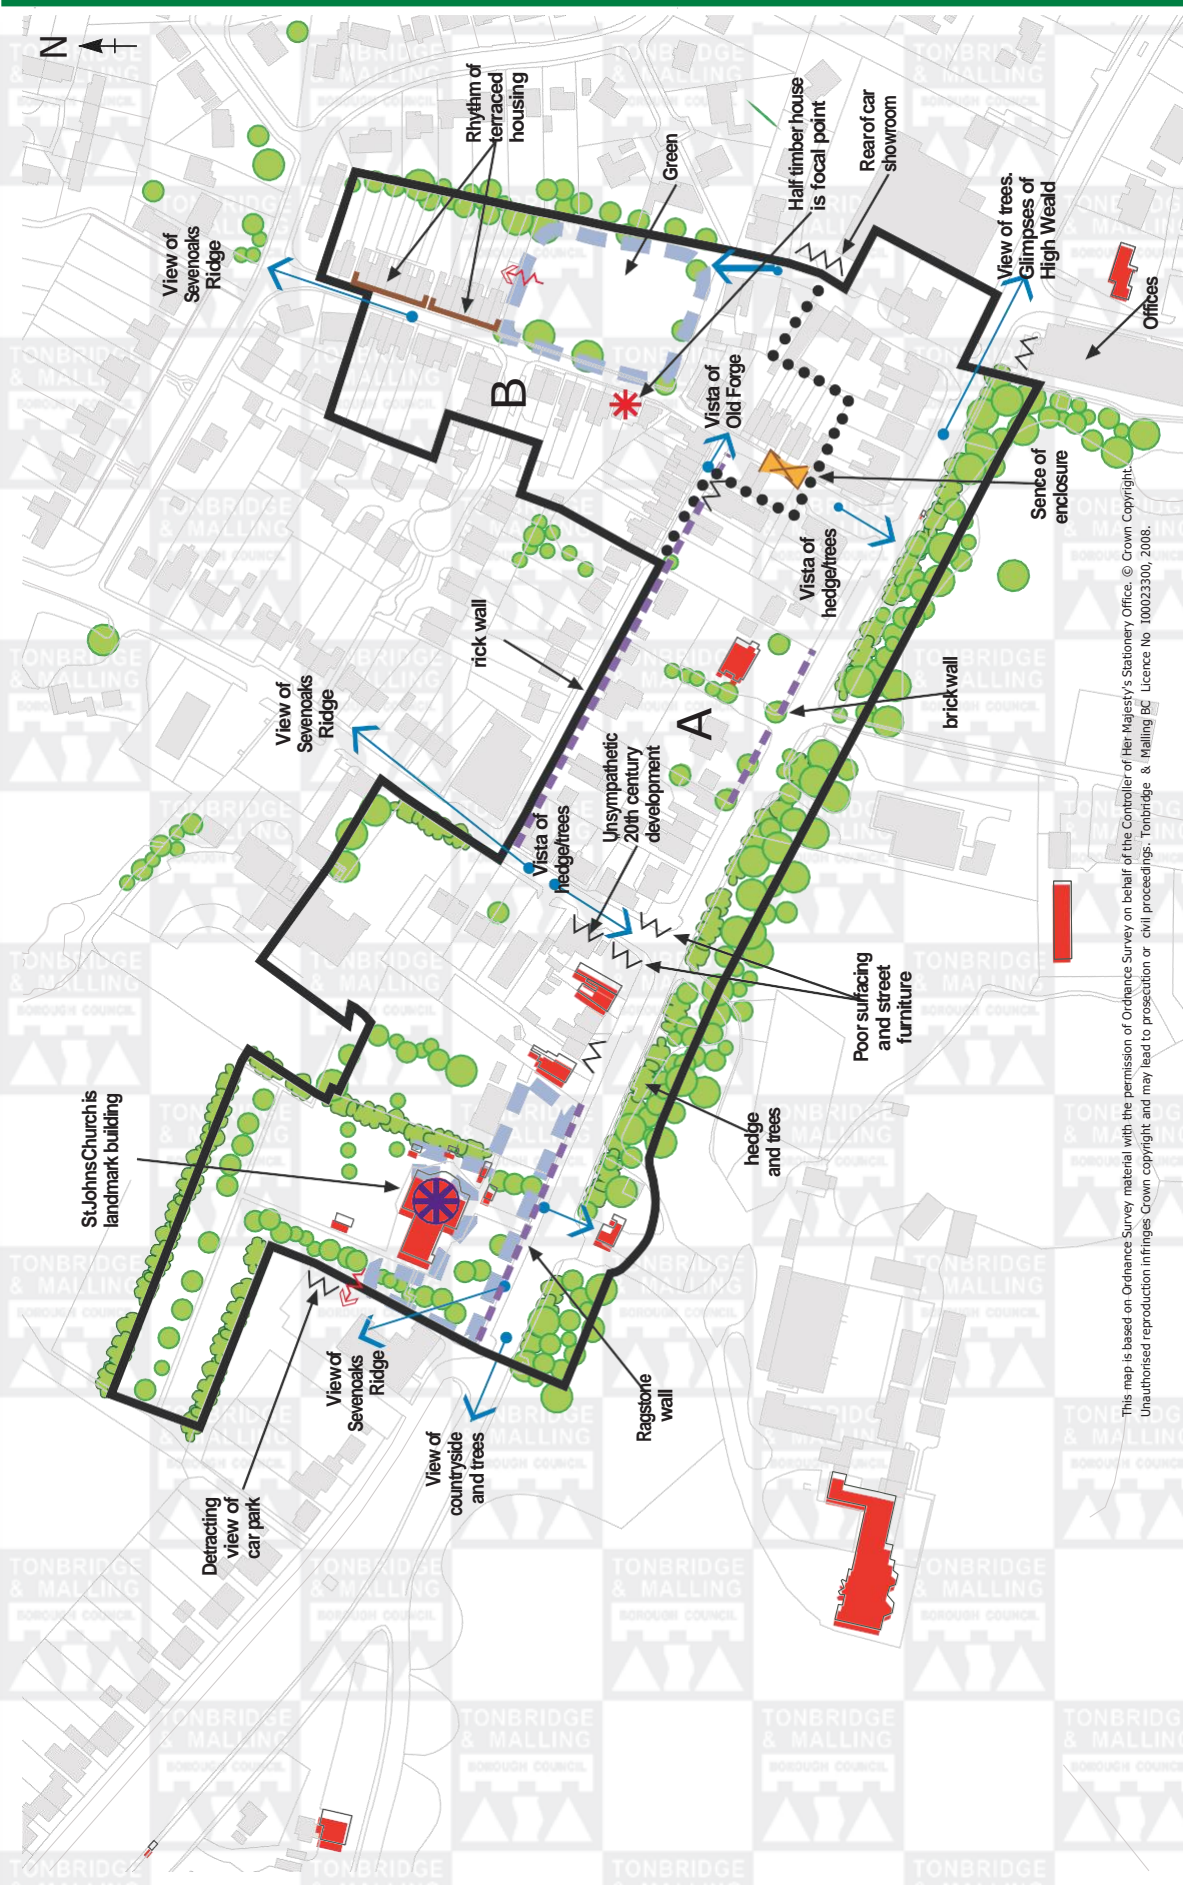 N
View of
Sevenoaks
Ridge
Rhythm of
terraced
housing
Green
Half timber house
is focal point
Rear of car
showroom
View of trees.
Glimpses of
High Weald
Offices
B
Vista of
Old Forge
Sence of
enclosure
Vista of
hedge/trees
rick wall
View of
Sevenoaks
Ridge
A
brick wall
Unsympathetic
20th century
development
Vista of
hedge/trees
Poor surfacing
and street
furniture
hedge
and trees
St Johns Church is
landmark building
Ragstone
wall
View of
Sevenoaks
Ridge
View of
countryside
and trees
Detracting
view of
car park
This map is based on Ordnance Survey material with the permission of Ordnance Survey on behalf of the Controller of Her Majesty's Stationery Office. © Crown Copyright.
Unauthorised reproduction infringes Crown copyright and may lead to prosecution or civil proceedings. Tonbridge & Malling BC Licence No 100023300, 2008.
TONBRIDGE
& MALLING
BOROUGH COUNCIL